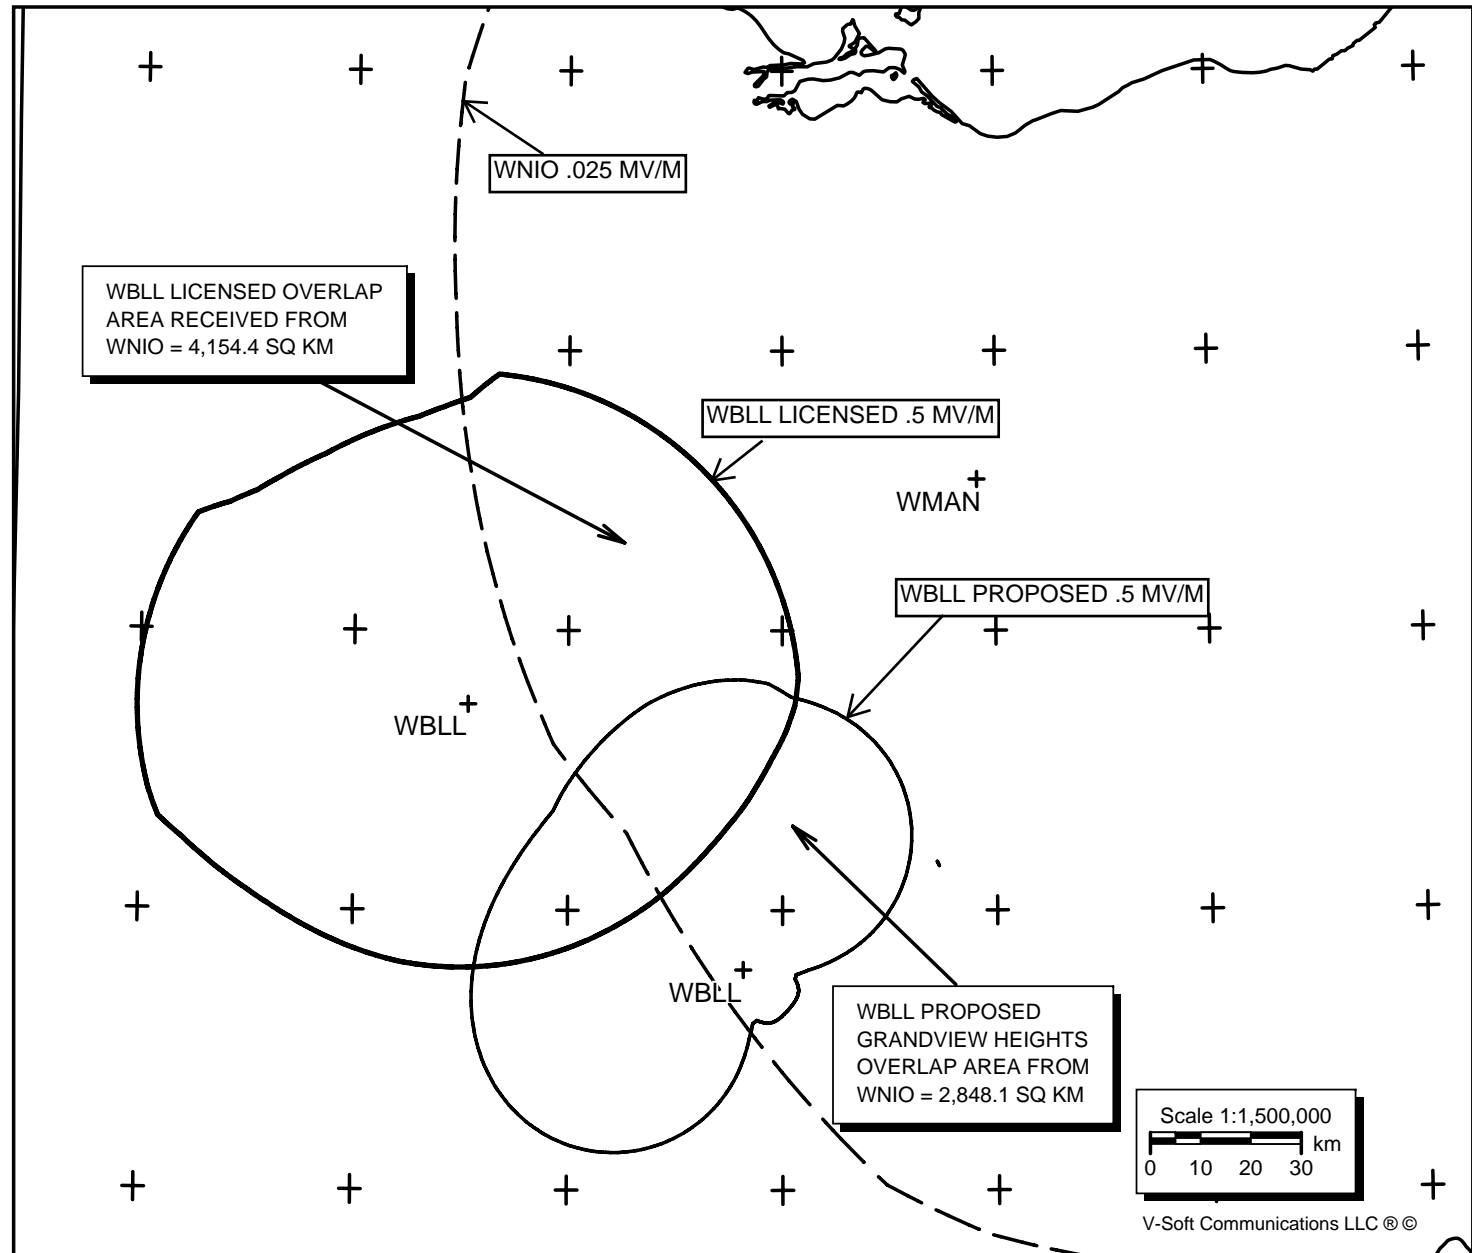 WNIO .025 MV/M
WBLL LICENSED OVERLAP
AREA RECEIVED FROM
WNIO = 4,154.4 SQ KM
WBLL LICENSED .5 MV/M
WMAN
WBLL PROPOSED .5 MV/M
WBLL
WBLL
WBLL PROPOSED
GRANDVIEW HEIGHTS
OVERLAP AREA FROM
WNIO = 2,848.1 SQ KM
Scale 1:1,500,000
km
0 10 20 30
V-Soft Communications LLC ® ©